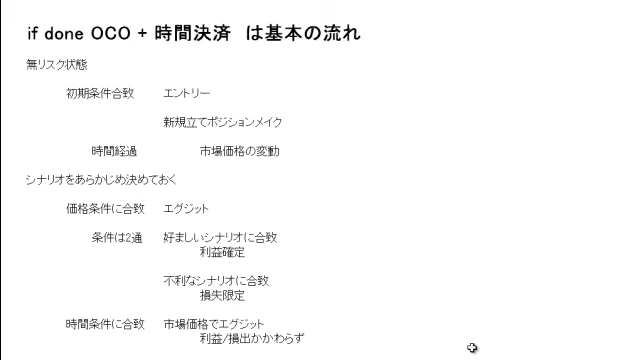 if done OCO + 時間決済 は基本の流れ
無リスク状態
初期条件合致 エントリー
新規立てポジションメイク
時間経過 市場価格の変動
シナリオをあらかじめ決めておく
価格条件に合致 エグジット
条件は2通 好ましいシナリオに合致
利益確定
不利なシナリオに合致
損失限定
時間条件に合致 市場価格でエグジット
利益/損出かかわらず